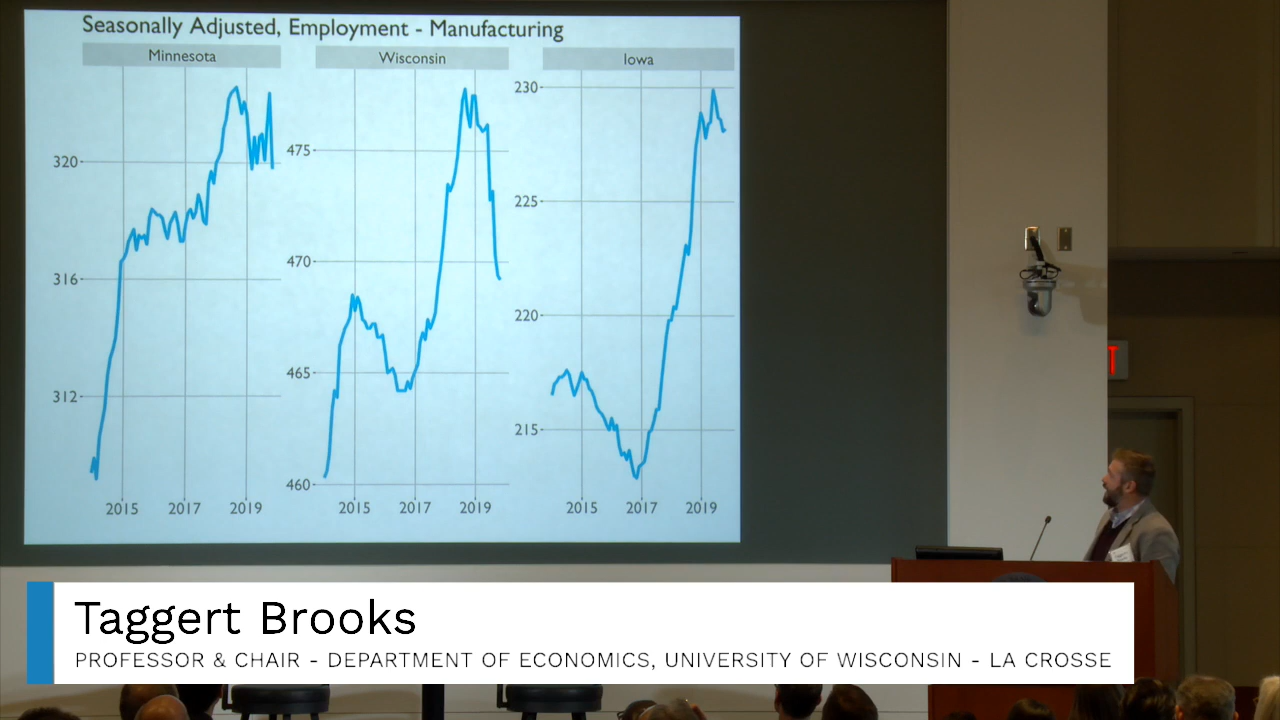 Seasonally Adjusted, Employment - Manufacturing
Minnesota
Wisconsin
Iowa
320
316
312
2015 2017 2019
475
470
465
460
2015 2017 2019
230
225
220
215
2015 2017 2019
Taggert Brooks
PROFESSOR & CHAIR - DEPARTMENT OF ECONOMICS, UNIVERSITY OF WISCONSIN - LA CROSSE